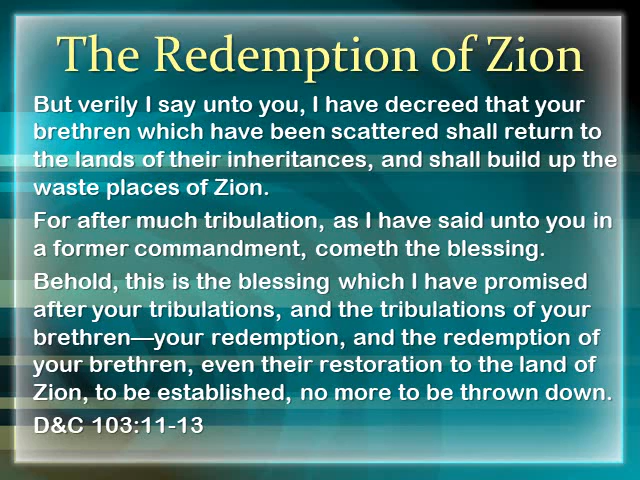 The Redemption of Zion
But verily I say unto you, I have decreed that your
brethren which have been scattered shall return to
the lands of their inheritances, and shall build up the
waste places of Zion.
For after much tribulation, as I have said unto you in
a former commandment, cometh the blessing.
Behold, this is the blessing which I have promised
after your tribulations, and the tribulations of your
brethren—your redemption, and the redemption of
your brethren, even their restoration to the land of
Zion, to be established, no more to be thrown down.
D&C 103:11-13